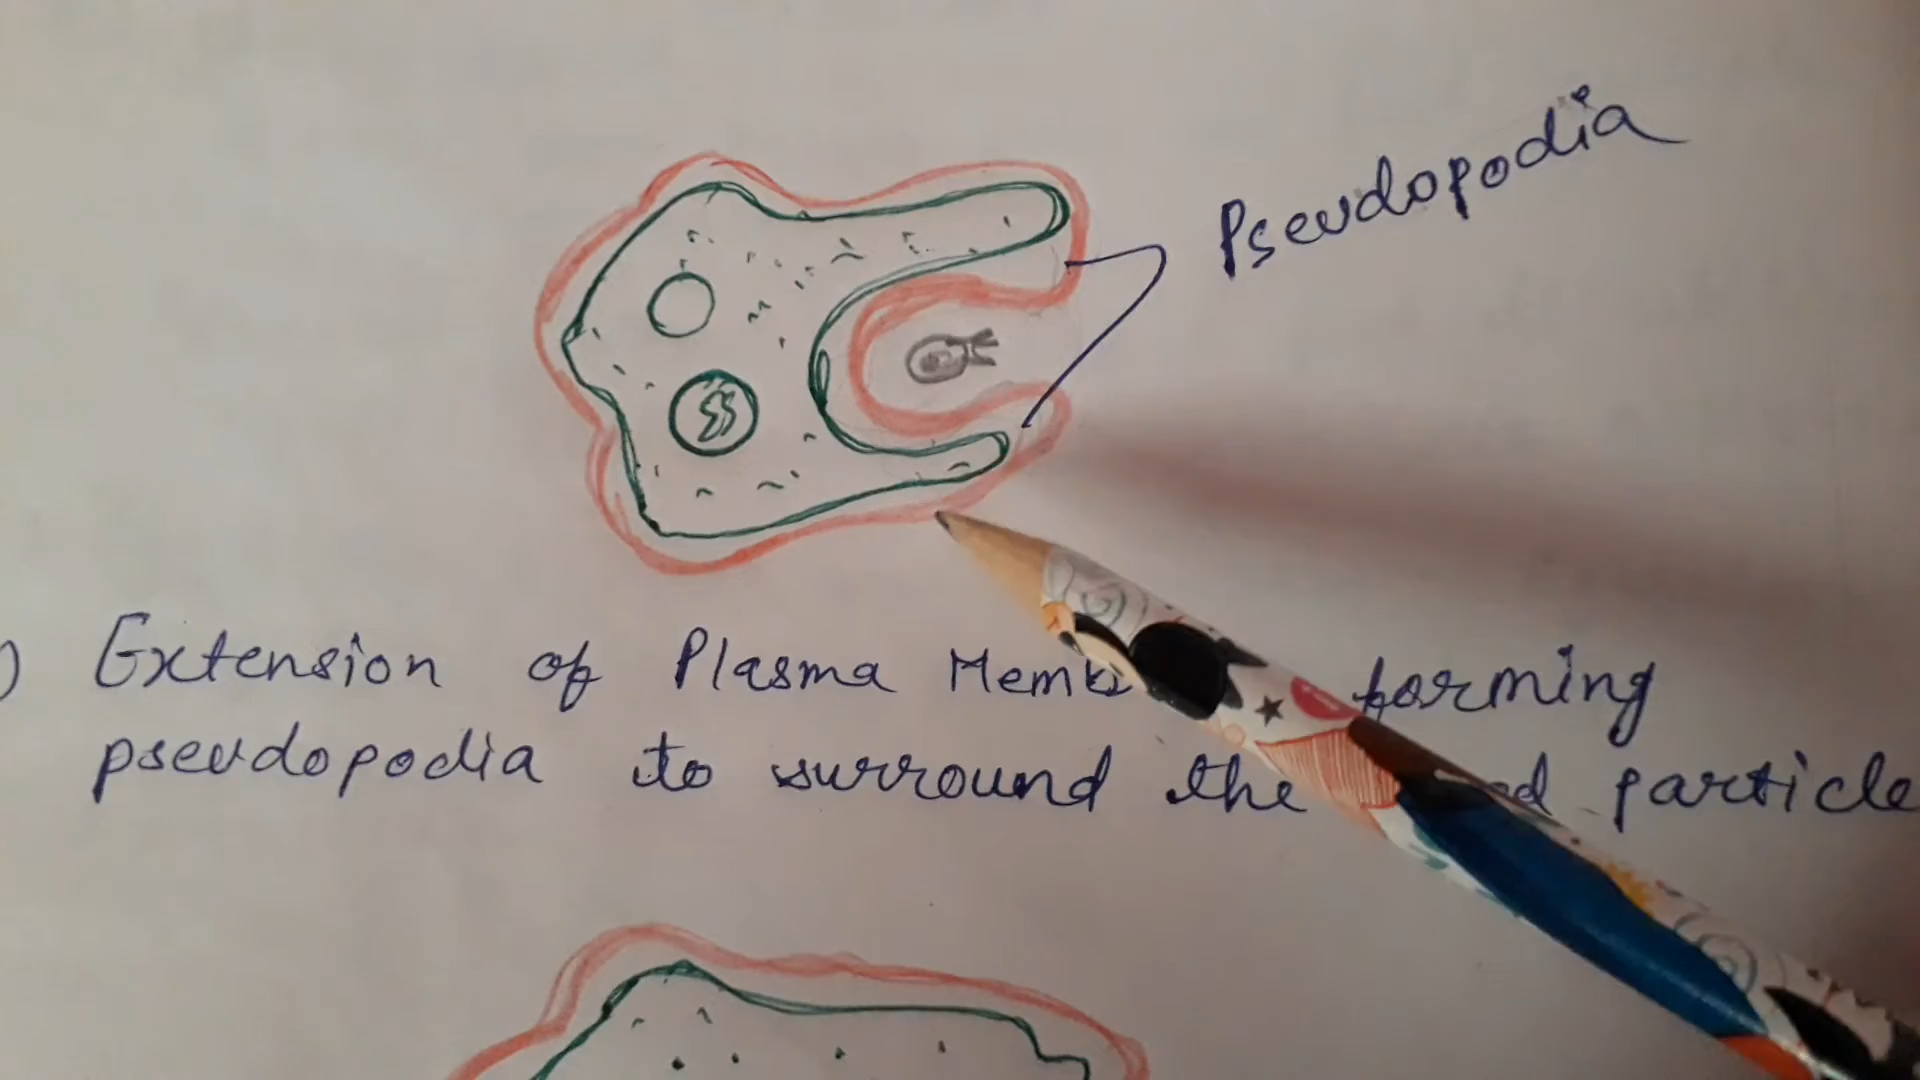 Pseudopodia
) Extension of Plasma Memb forming
pseudopodia to surround the particle